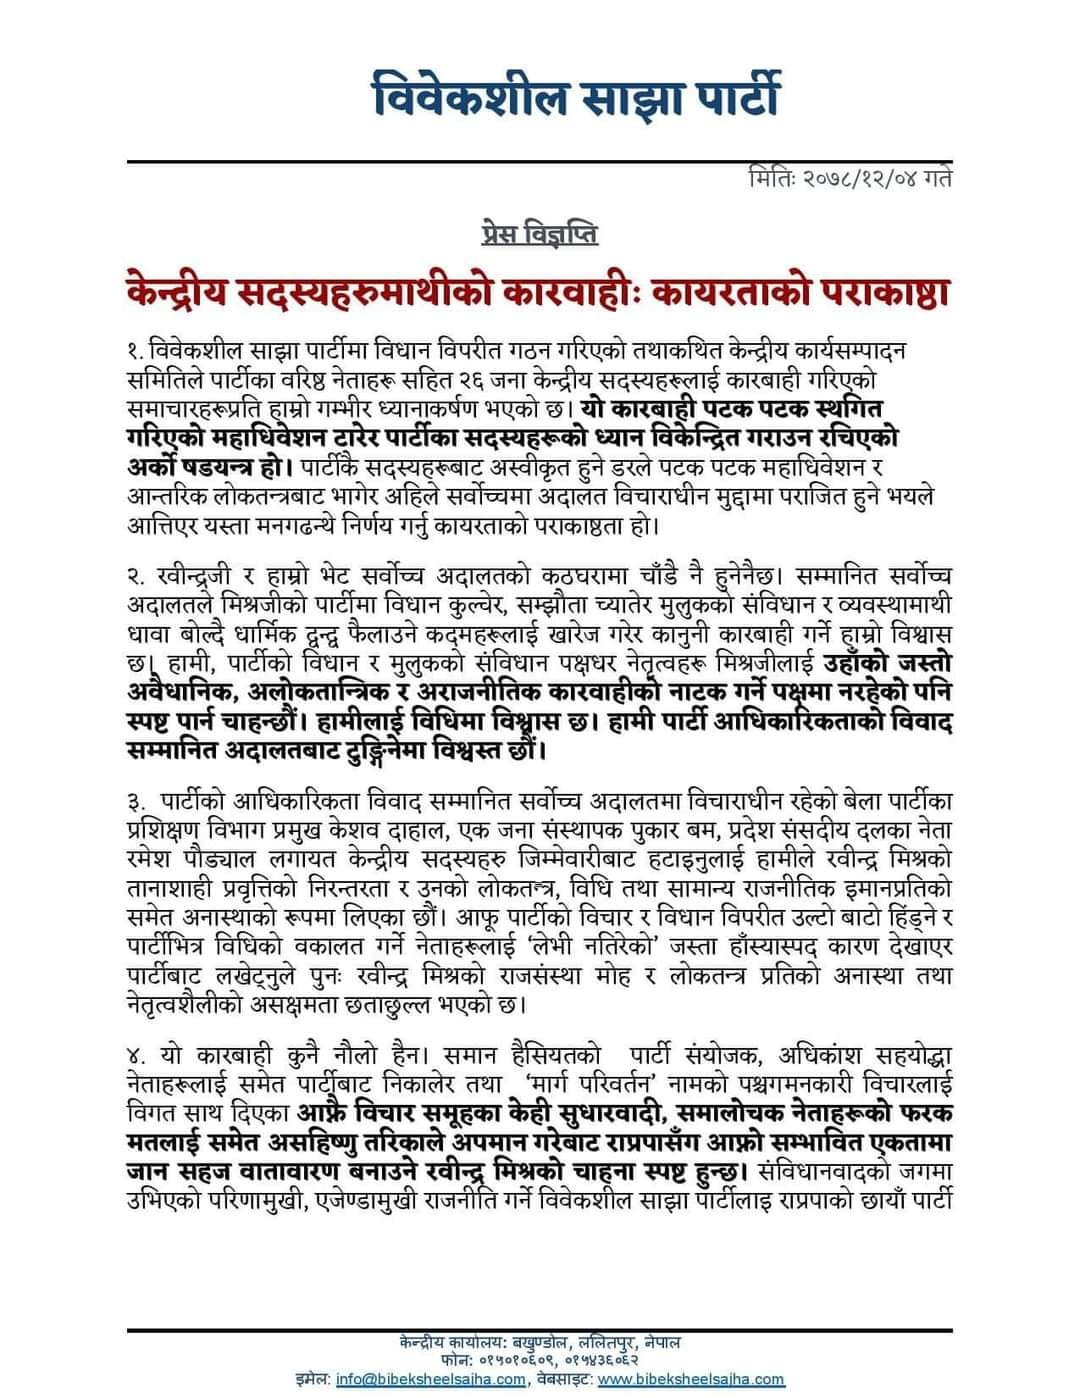 विवेकशील साझा पार्टी
मितिः २०७८/१२/०४ गते
प्रेस विज्ञप्ति
केन्द्रीय सदस्यहरुमाथीको कारवाहीः कायरताको पराकाष्ठा
१. विवेकशील साझा पार्टीमा विधान विपरीत गठन गरिएको तथाकथित केन्द्रीय कार्यसम्पादन
समितिले पार्टीका वरिष्ठ नेताहरू सहित २६ जना केन्द्रीय सदस्यहरूलाई कारबाही गरिएको
समाचारहरूप्रति हाम्रो गम्भीर ध्यानाकर्षण भएको छ। यो कारबाही पटक पटक स्थगित
गरिएको महाधिवेशन टारेर पार्टीका सदस्यहरूको ध्यान विकेन्द्रित गराउन रचिएको
अर्को षडयन्त्र हो। पार्टीकै सदस्यहरूबाट अस्वीकृत हुने डरले पटक पटक महाधिवेशन र
आन्तरिक लोकतन्त्रबाट भागेर अहिले सर्वोच्चमा अदालत विचाराधीन मुद्दामा पराजित हुने भयले
आत्तिएर यस्ता मनगढन्थे निर्णय गर्नु कायरताको पराकाष्ठता हो।
२. रवीन्द्रजी र हाम्रो भेट सर्वोच्च अदालतको कठघरामा चाँडै नै हुनेनैछ। सम्मानित सर्वोच्च
अदालतले मिश्रजीको पार्टीमा विधान कुल्चेर, सम्झौता च्यातेर मुलुकको संविधान र व्यवस्थामाथी
धावा बोल्दै धार्मिक द्वन्द्व फैलाउने कदमहरूलाई खारेज गरेर कानुनी कारबाही गर्ने हाम्रो विश्वास
छ। हामी, पार्टीको विधान र मुलुकको संविधान पक्षधर नेतृत्वहरू मिश्रजीलाई उहाँको जस्तो
अवैधानिक, अलोकतान्त्रिक र अराजनीतिक कारवाहीको नाटक गर्ने पक्षमा नरहेको पनि
स्पष्ट पार्न चाहन्छौं। हामीलाई विधिमा विश्वास छ। हामी पार्टी आधिकारिकताको विवाद
सम्मानित अदालतबाट टुङ्गिनेमा विश्वस्त छौं।
३. पार्टीको आधिकारिकता विवाद सम्मानित सर्वोच्च अदालतमा विचाराधीन रहेको बेला पार्टीका
प्रशिक्षण विभाग प्रमुख केशव दाहाल, एक जना संस्थापक पुकार बम, प्रदेश संसदीय दलका नेता
रमेश पौड्याल लगायत केन्द्रीय सदस्यहरु जिम्मेवारीबाट हटाइनुलाई हामीले रवीन्द्र मिश्रको
तानाशाही प्रवृत्तिको निरन्तरता र उनको लोकतन्त्र, विधि तथा सामान्य राजनीतिक इमानप्रतिको
समेत अनास्थाको रूपमा लिएका छौं। आफू पार्टीको विचार र विधान विपरीत उल्टो बाटो हिंड्ने र
पार्टीभित्र विधिको वकालत गर्ने नेताहरूलाई ‘लेभी नतिरेको’ जस्ता हाँस्यास्पद कारण देखाएर
पार्टीबाट लखेट्नुले पुनः रवीन्द्र मिश्रको राजसंस्था मोह र लोकतन्त्र प्रतिको अनास्था तथा
नेतृत्वशैलीको असक्षमता छताछुल्ल भएको छ।
४. यो कारबाही कुनै नौलो हैन। समान हैसियतको पार्टी संयोजक, अधिकांश सहयोद्धा
नेताहरूलाई समेत पार्टीबाट निकालेर तथा ‘मार्ग परिवर्तन’ नामको पश्चगमनकारी विचारलाई
विगत साथ दिएका आफ्नै विचार समूहका केही सुधारवादी, समालोचक नेताहरूको फरक
मतलाई समेत असहिष्णु तरिकाले अपमान गरेबाट राप्रपासँग आफ्नो सम्भावित एकतामा
जान सहज वातावारण बनाउने रवीन्द्र मिश्रको चाहना स्पष्ट हुन्छ। संविधानवादको जगमा
उभिएको परिणामुखी, एजेण्डामुखी राजनीति गर्ने विवेकशील साझा पार्टीलाइ राप्रपाको छायाँ पार्टी
केन्द्रीय कार्यालय: बखुण्डोल, ललितपुर, नेपाल
फोन: ०१५०१०६०९, ०१५४३६०६२
इमेल: info@bibeksheelsajha.com, वेबसाइट: www.bibeksheelsajha.com